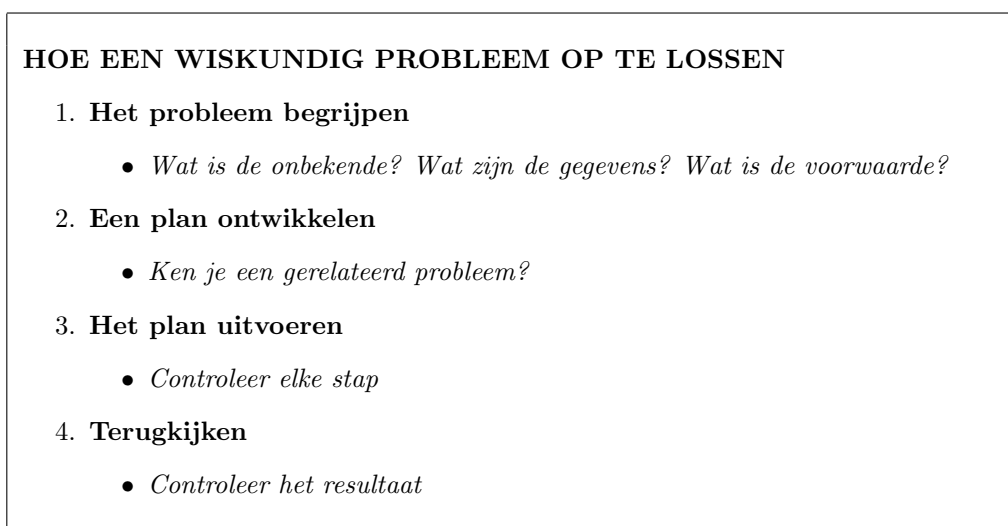 HOE EEN WISKUNDIG PROBLEEM OP TE LOSSEN
1. Het probleem begrijpen
• Wat is de onbekende? Wat zijn de gegevens? Wat is de voorwaarde?
2. Een plan ontwikkelen
• Ken je een gerelateerd probleem?
3. Het plan uitvoeren
• Controleer elke stap
4. Terugkijken
• Controleer het resultaat